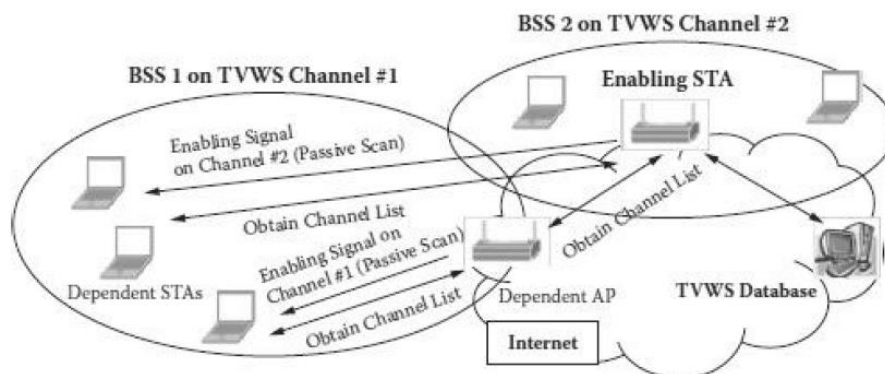 BSS 2 on TVWS Channel #2
BSS 1 on TVWS Channel #1
Enabling STA
Enabling Signal
on Channel #2 (Passive Scan)
Obtain Channel List
Obtain Channel List
Enabling Signal on
Channel #1 (Passive Scan)
Dependent STAs
Obtain Channel List
Dependent AP
TVWS Database
Internet